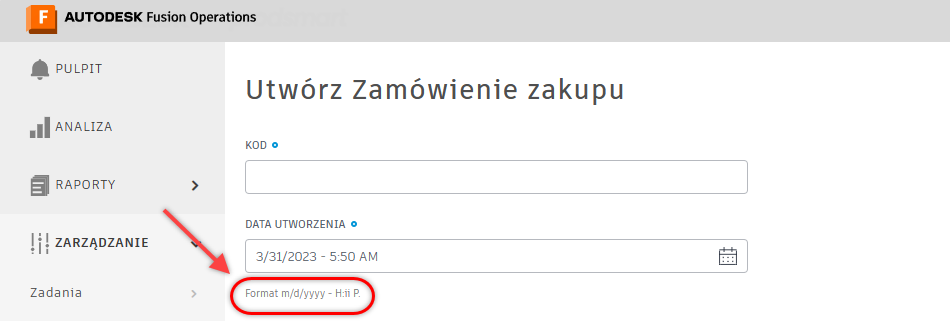 AUTODESK Fusion Operations
PULPIT
ANALIZA
RAPORTY
ZARZĄDZANIE
Zadania
Utwórz Zamówienie zakupu
KOD
DATA UTWORZENIA
3/31/2023 - 5:50 AM
Format m/d/yyyy - H:ii P.